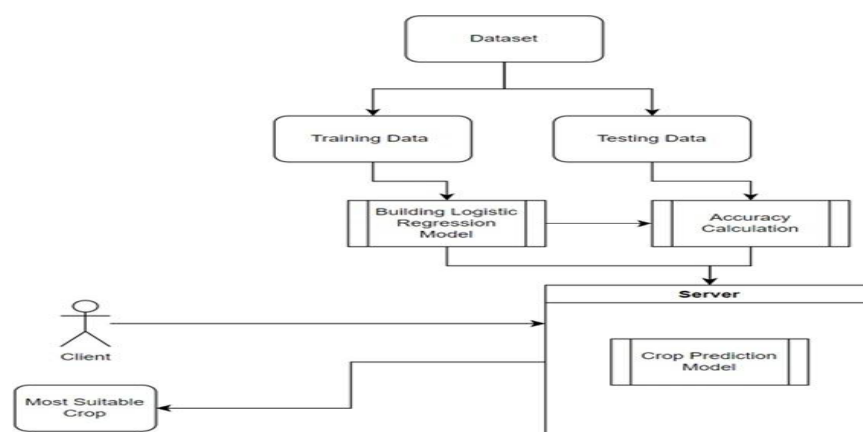 Dataset
Training Data
Testing Data
Building Logistic
Regression
Model
Accuracy
Calculation
Server
Client
Crop Prediction
Model
Most Suitable
Crop